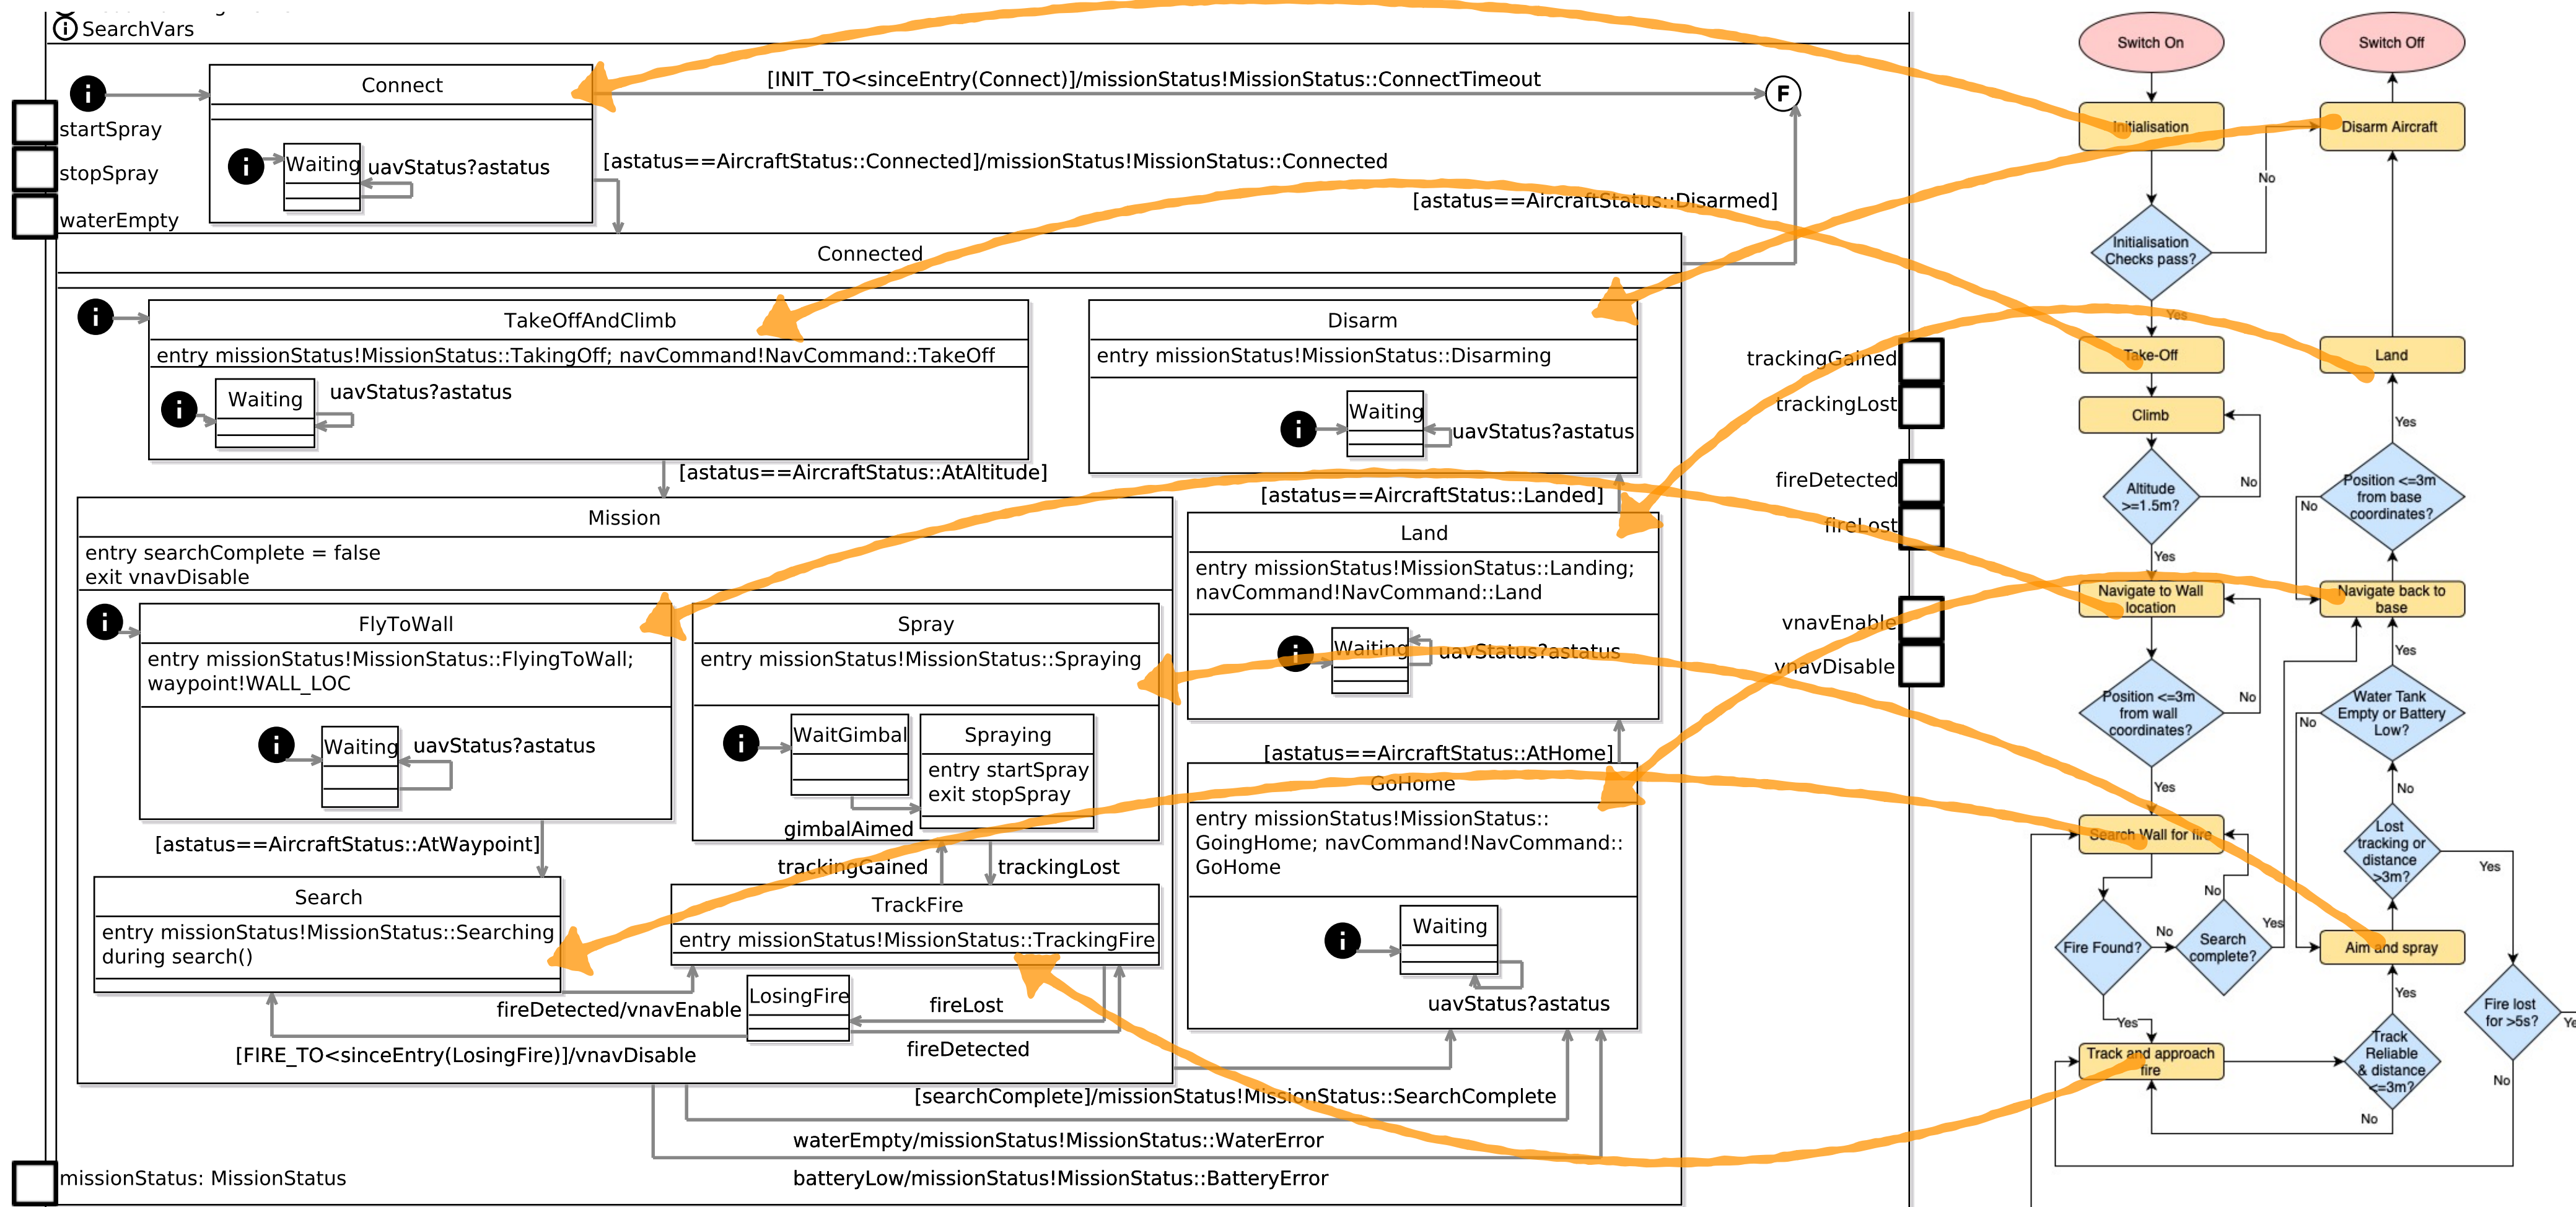 SearchVars
Connect
[INIT_TO<sinceEntry(Connect)]/missionStatus!MissionStatus::ConnectTimeout
F
i
startSpray
stopSpray
waterEmpty
i
Waiting
uavStatus?astatus
[astatus==AircraftStatus::Connected]/missionStatus!MissionStatus::Connected
[astatus==AircraftStatus::Disarmed]
Connected
i
TakeOffAndClimb
entry missionStatus!MissionStatus::TakingOff; navCommand!NavCommand::TakeOff
i
Waiting
uavStatus?astatus
[astatus==AircraftStatus::AtAltitude]
Disarm
entry missionStatus!MissionStatus::Disarming
i
Waiting
uavStatus?astatus
[astatus==AircraftStatus::Landed]
Mission
entry searchComplete = false
exit vnavDisable
i
FlyToWall
entry missionStatus!MissionStatus::FlyingToWall;
waypoint!WALL_LOC
i
Waiting
uavStatus?astatus
[astatus==AircraftStatus::AtWaypoint]
Spray
entry missionStatus!MissionStatus::Spraying
i
WaitGimbal
Spraying
entry startSpray
exit stopSpray
gimbalAimed
trackingGained
trackingLost
Search
entry missionStatus!MissionStatus::Searching
during search()
TrackFire
entry missionStatus!MissionStatus::TrackingFire
fireDetected/vnavEnable
LosingFire
fireLost
fireDetected
[FIRE_TO<sinceEntry(LosingFire)]/vnavDisable
Land
entry missionStatus!MissionStatus::Landing;
navCommand!NavCommand::Land
i
Waiting
uavStatus?astatus
[astatus==AircraftStatus::AtHome]
GoHome
entry missionStatus!MissionStatus::
GoingHome; navCommand!NavCommand::
GoHome
i
Waiting
uavStatus?astatus
[searchComplete]/missionStatus!MissionStatus::SearchComplete
waterEmpty/missionStatus!MissionStatus::WaterError
batteryLow/missionStatus!MissionStatus::BatteryError
missionStatus: MissionStatus
trackingGained
trackingLost
fireDetected
fireLost
vnavEnable
vnavDisable
Switch On
Initialisation
Initialisation
Checks pass?
No
Yes
Take-Off
Climb
Altitude
>=1.5m?
No
Yes
Navigate to Wall
location
Position <=3m
from wall
coordinates?
No
Yes
Search Wall for fire
Fire Found?
No
Search
complete?
No
Yes
Yes
Track and approach
fire
Switch Off
Disarm Aircraft
Land
Yes
Position <=3m
from base
coordinates?
No
Navigate back to
base
Yes
Water Tank
Empty or Battery
Low?
No
No
Lost
tracking or
distance
>3m?
Yes
Aim and spray
Yes
Fire lost
for >5s?
No
Track
Reliable
& distance
<=3m?
No